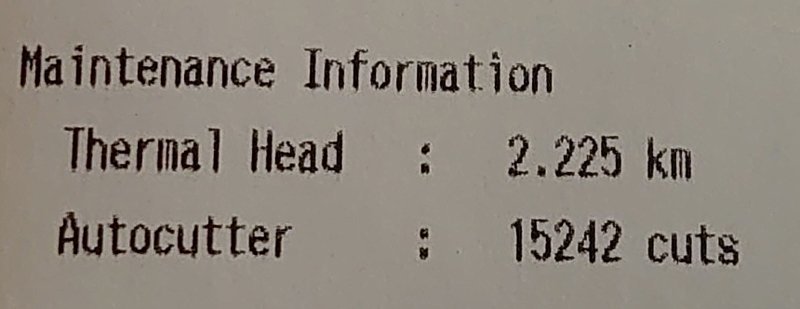 Maintenance Information
Thermal Head : 2.225 km
Autocutter : 15242 cuts